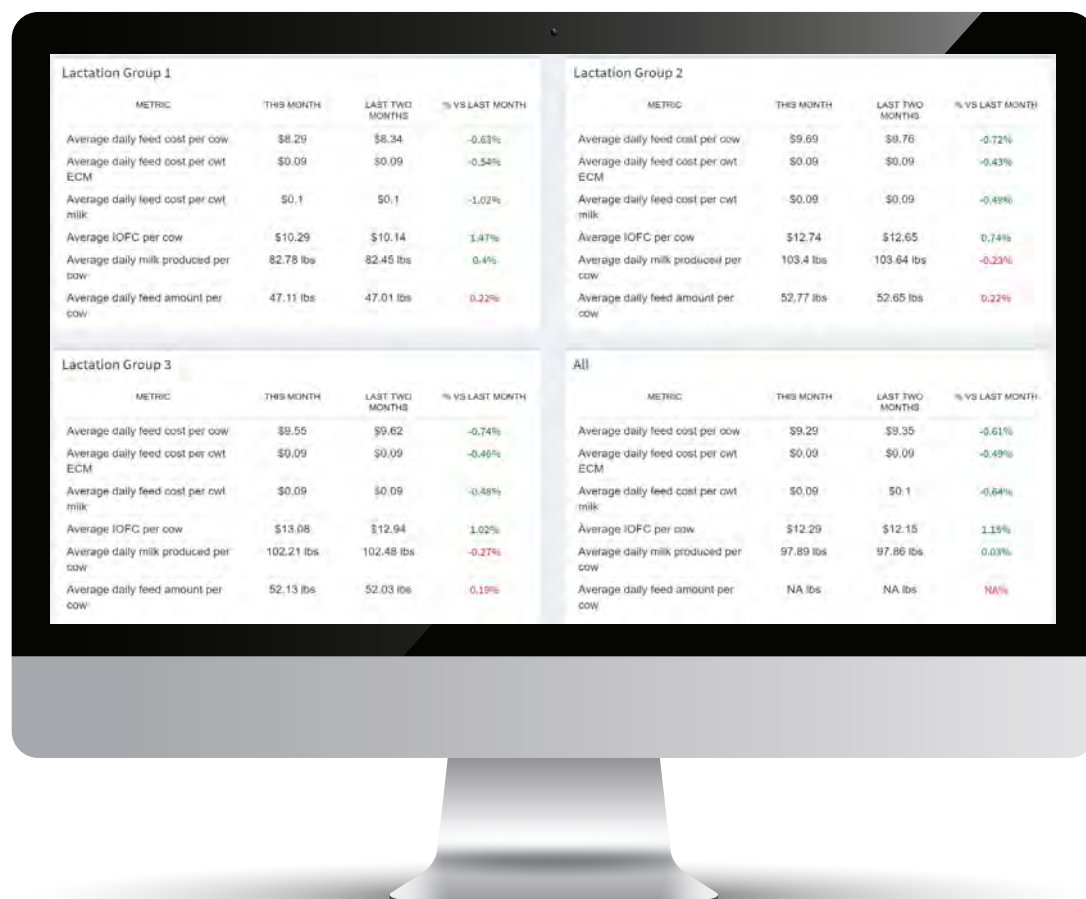 Lactation Group 1
METRIC THIS MONTH LAST TWO MONTHS % VS LAST MONTH
Average daily feed cost per cow $8.29 $8.34 -0.63%
Average daily feed cost per cwt ECM $0.09 $0.09 -0.54%
Average daily feed cost per cwt milk $0.1 $0.1 -1.02%
Average IOFC per cow $10.29 $10.14 1.47%
Average daily milk produced per cow 82.78 lbs 82.45 lbs 0.4%
Average daily feed amount per cow 47.11 lbs 47.01 lbs 0.22%
Lactation Group 2
METRIC THIS MONTH LAST TWO MONTHS % VS LAST MONTH
Average daily feed cost per cow $9.69 $9.76 -0.72%
Average daily feed cost per cwt ECM $0.09 $0.09 -0.43%
Average daily feed cost per cwt milk $0.09 $0.09 -0.49%
Average IOFC per cow $12.74 $12.65 0.74%
Average daily milk produced per cow 103.4 lbs 103.64 lbs -0.23%
Average daily feed amount per cow 52.77 lbs 52.65 lbs 0.22%
Lactation Group 3
METRIC THIS MONTH LAST TWO MONTHS % VS LAST MONTH
Average daily feed cost per cow $9.55 $9.62 -0.74%
Average daily feed cost per cwt ECM $0.09 $0.09 -0.46%
Average daily feed cost per cwt milk $0.09 $0.09 -0.48%
Average IOFC per cow $13.08 $12.94 1.02%
Average daily milk produced per cow 102.21 lbs 102.48 lbs -0.27%
Average daily feed amount per cow 52.13 lbs 52.03 lbs 0.19%
All
METRIC THIS MONTH LAST TWO MONTHS % VS LAST MONTH
Average daily feed cost per cow $9.29 $9.35 -0.61%
Average daily feed cost per cwt ECM $0.09 $0.09 -0.49%
Average daily feed cost per cwt milk $0.09 $0.1 -0.64%
Average IOFC per cow $12.29 $12.15 1.15%
Average daily milk produced per cow 97.89 lbs 97.86 lbs 0.03%
Average daily feed amount per cow NA lbs NA lbs NA%